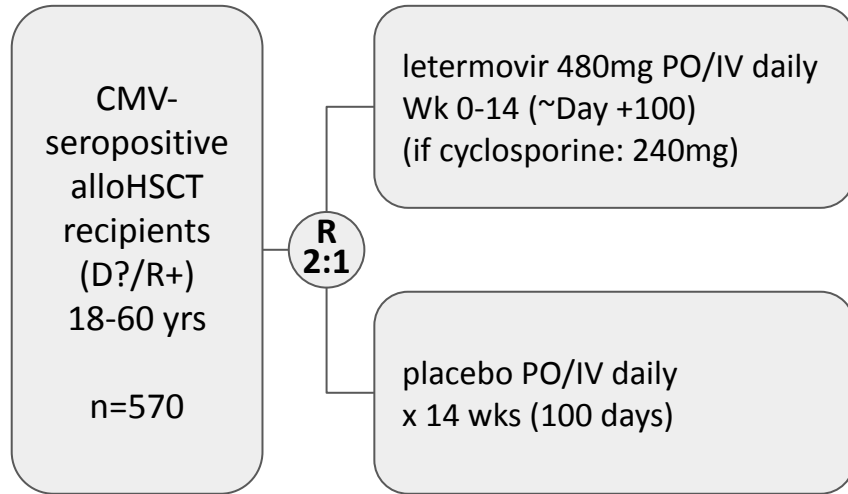 CMV-
seropositive
alloHSCT
recipients
(D?/R+)
18-60 yrs
n=570
R
2:1
letermovir 480mg PO/IV daily
Wk 0-14 (~Day +100)
(if cyclosporine: 240mg)
placebo PO/IV daily
x 14 wks (100 days)